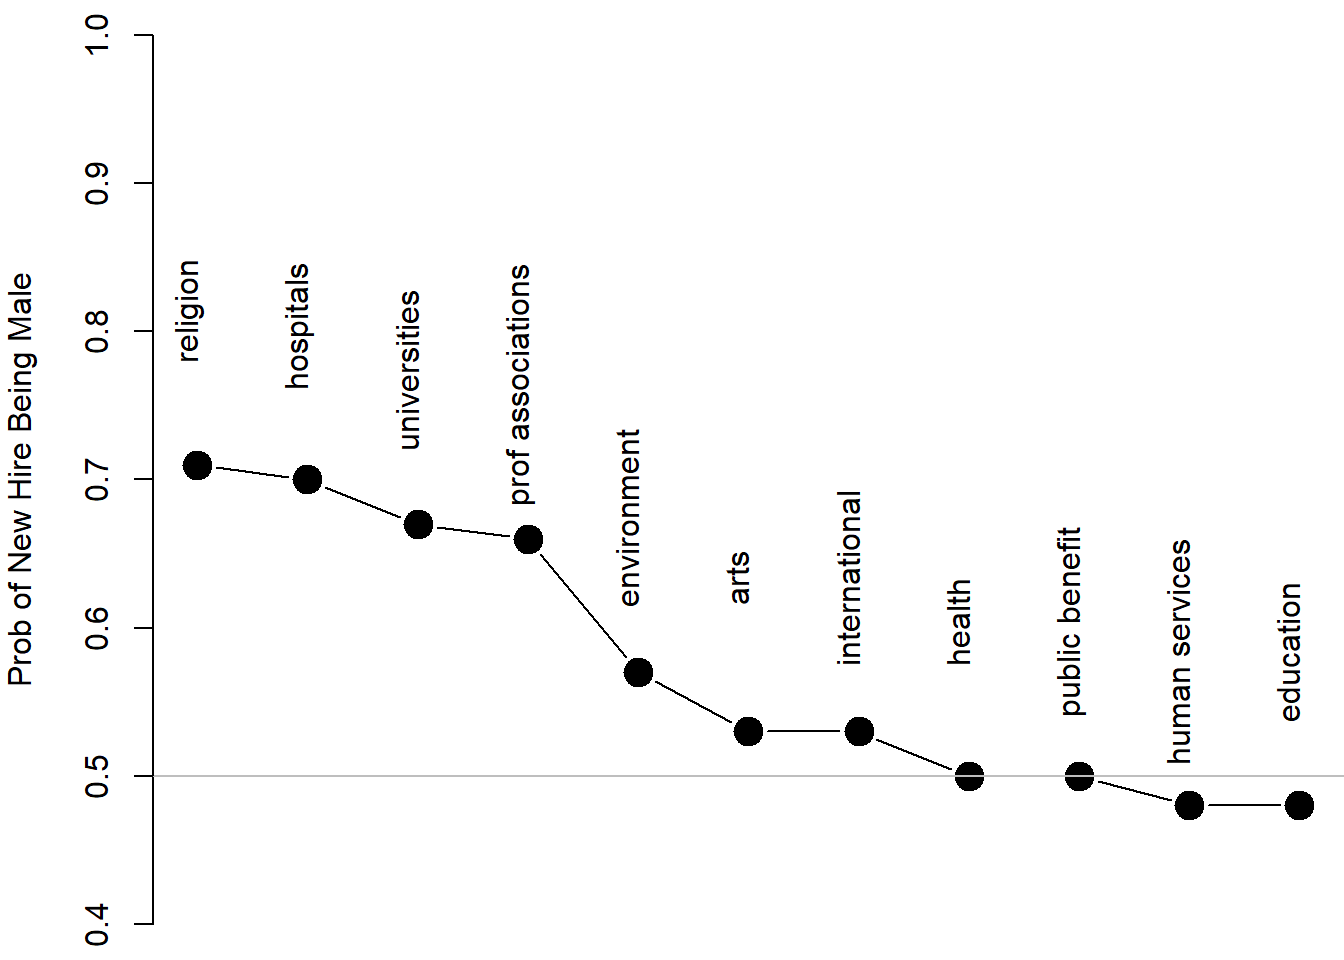 Prob of New Hire Being Male
1.0
0.9
0.8
0.7
0.6
0.5
0.4
religion
hospitals
universities
prof associations
environment
arts
international
health
public benefit
human services
education